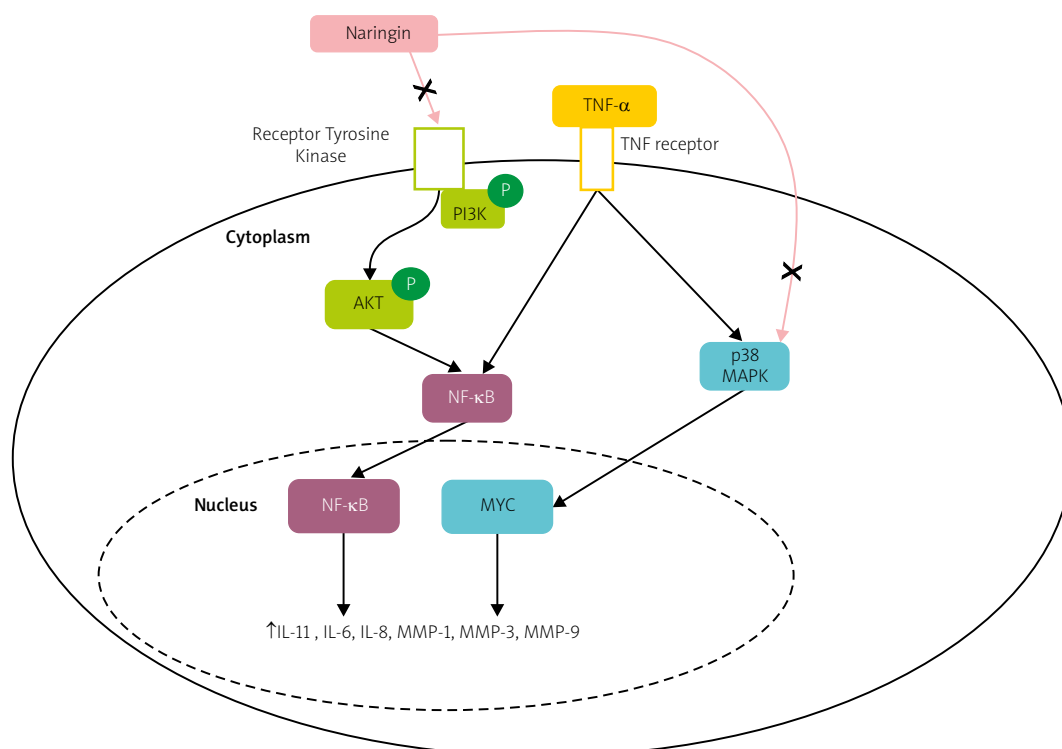 Naringin
TNF-α
Receptor Tyrosine
Kinase
TNF receptor
P
PI3K
Cytoplasm
P
AKT
p38
MAPK
NF-κB
Nucleus
NF-κB
MYC
↑IL-11 , IL-6, IL-8, MMP-1, MMP-3, MMP-9